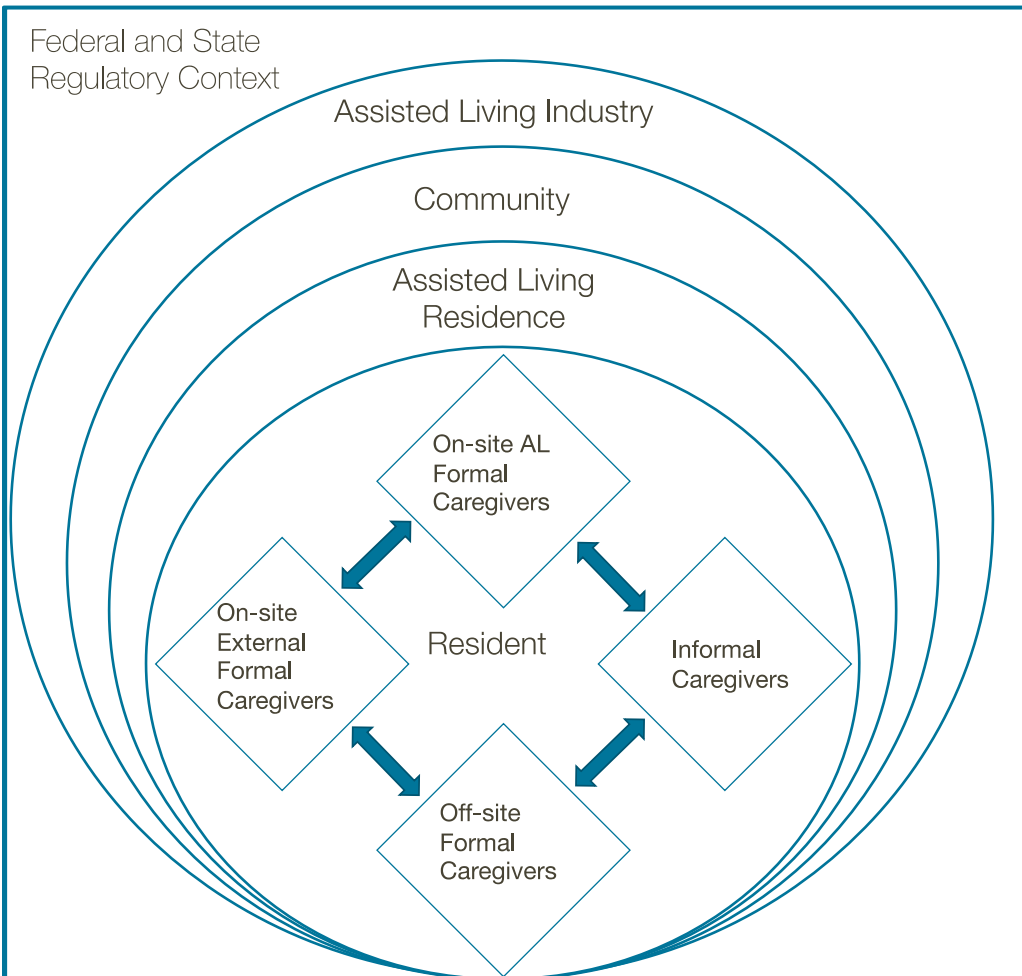 Federal and State
Regulatory Context
Assisted Living Industry
Community
Assisted Living
Residence
On-site AL
Formal
Caregivers
On-site
External
Formal
Caregivers
Resident
Informal
Caregivers
Off-site
Formal
Caregivers